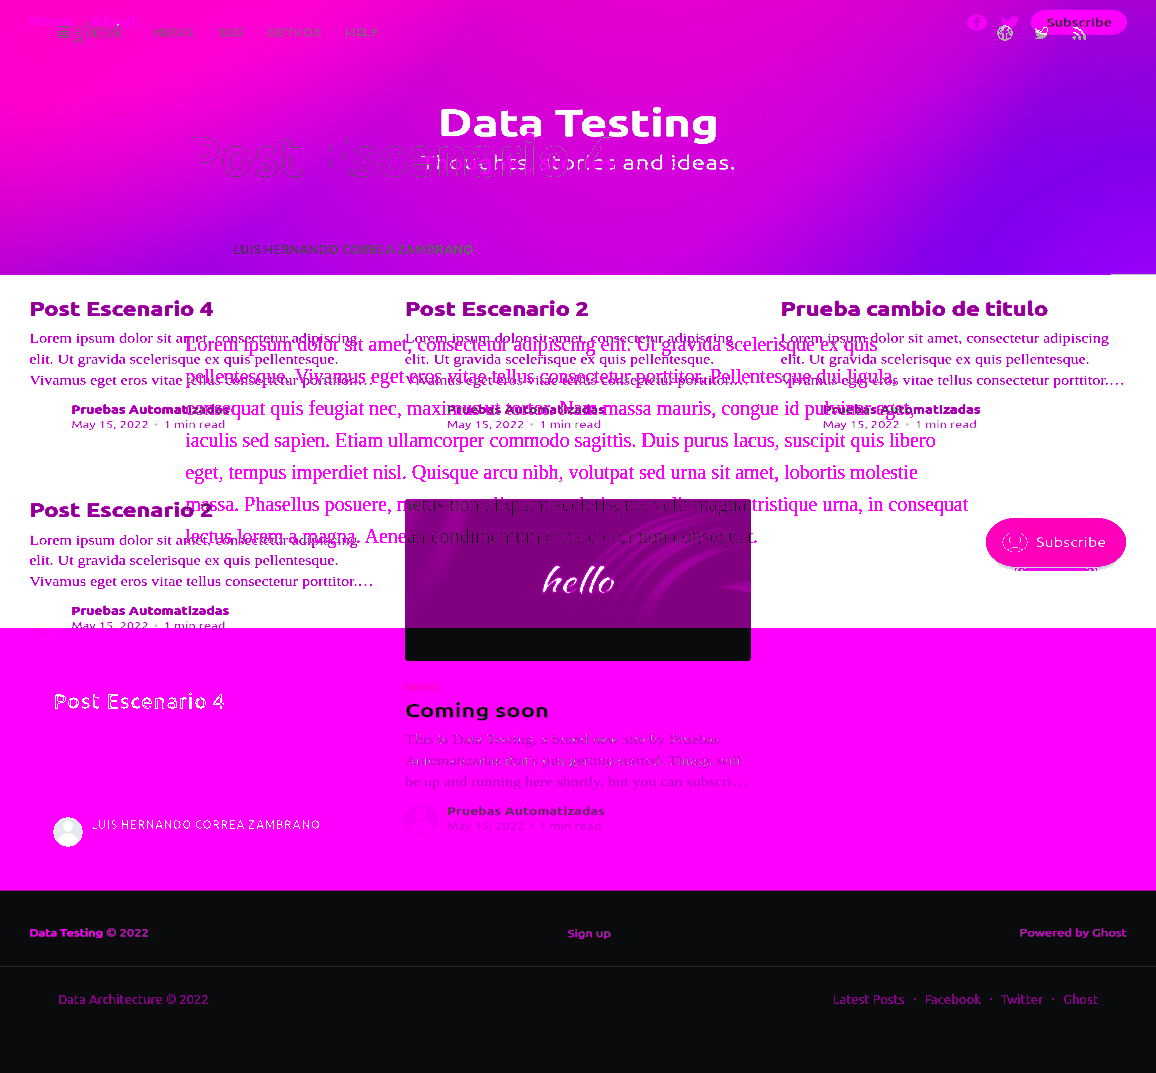 Home About
Subscribe
Data Testing
Post Escenario 4
Thoughts, stories and ideas.
LUIS HERNANDO CORREA ZAMBRANO
Post Escenario 4
Lorem ipsum dolor sit amet, consectetur adipiscing
elit. Ut gravida scelerisque ex quis pellentesque.
Vivamus eget eros vitae tellus consectetur porttitor.…
Pruebas Automatizadas
May 15, 2022 • 1 min read
Post Escenario 2
Lorem ipsum dolor sit amet, consectetur adipiscing
elit. Ut gravida scelerisque ex quis pellentesque.
Vivamus eget eros vitae tellus consectetur porttitor.…
Pruebas Automatizadas
May 15, 2022 • 1 min read
Prueba cambio de titulo
Lorem ipsum dolor sit amet, consectetur adipiscing
elit. Ut gravida scelerisque ex quis pellentesque.
Vivamus eget eros vitae tellus consectetur porttitor.…
Pruebas Automatizadas
May 15, 2022 • 1 min read
Lorem ipsum dolor sit amet, consectetur adipiscing elit. Ut gravida scelerisque ex quis
pellentesque. Vivamus eget eros vitae tellus consectetur porttitor. Pellentesque dui ligula,
consequat quis feugiat nec, maximus ut tortor. Nam massa mauris, congue id pulvinar eget,
iaculis sed sapien. Etiam ullamcorper commodo sagittis. Duis purus lacus, suscipit quis libero
eget, tempus imperdiet nisl. Quisque arcu nibh, volutpat sed urna sit amet, lobortis molestie
massa. Phasellus posuere, metus non aliquam scelerisque, velit magna tristique urna, in consequat
lectus lorem a magna. Aenean condimentum
Post Escenario 2
Lorem ipsum dolor sit amet, consectetur adipiscing
elit. Ut gravida scelerisque ex quis pellentesque.
Vivamus eget eros vitae tellus consectetur porttitor.…
Pruebas Automatizadas
May 15, 2022 • 1 min read
hello
Subscribe
Post Escenario 4
LUIS HERNANDO CORREA ZAMBRANO
NEWS
Coming soon
This is Data Testing, a brand new site by Pruebas
Automatizadas that's just getting started. Things will
be up and running here shortly, but you can subscri…
Pruebas Automatizadas
May 15, 2022 • 1 min read
Data Testing © 2022
Sign up
Powered by Ghost
Data Architecture © 2022
Latest Posts • Facebook • Twitter • Ghost